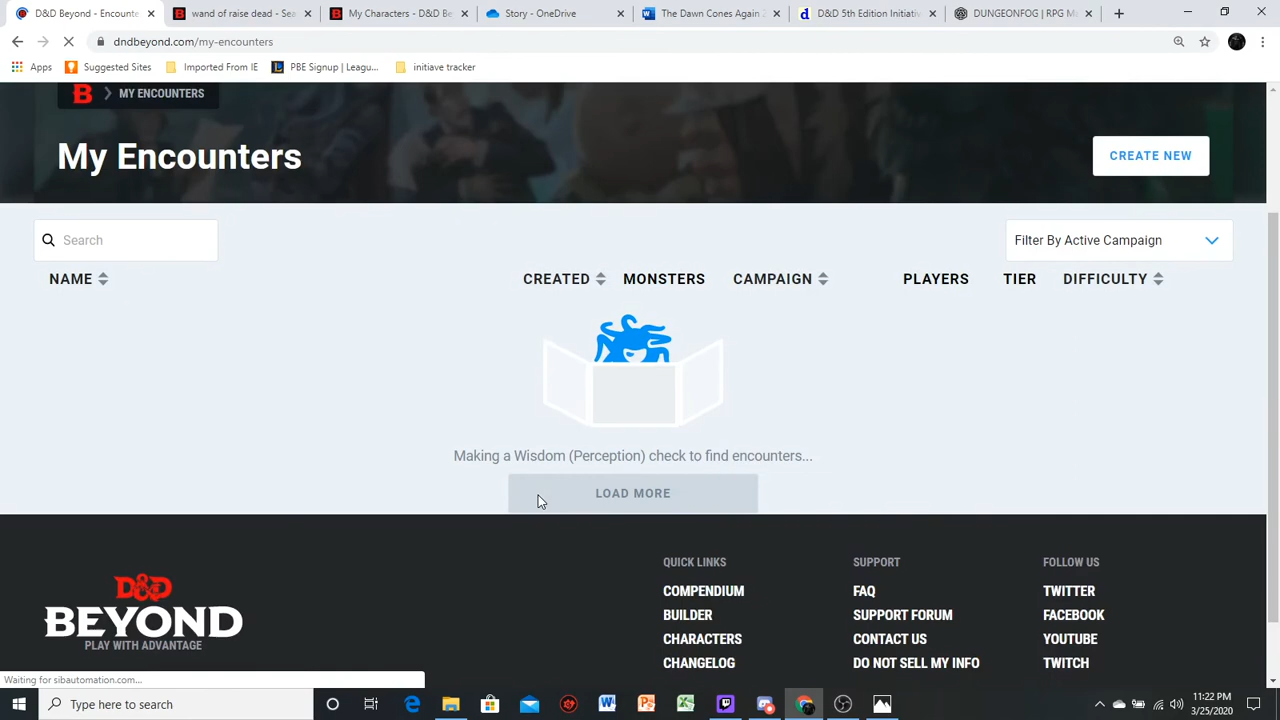 D&D Beyond - Encounte
wand of raise dead - Sea
My Characters - D&D Be
Story - OneDrive
The Dawn Cones Again 2
D&D 5th Edition Initiativ
DUNGEONFOG | RPG M
dndbeyond.com/my-encounters
Apps
Suggested Sites
Imported From IE
PBE Signup | Leagu...
initiave tracker
B MY ENCOUNTERS
My Encounters
CREATE NEW
Search
Filter By Active Campaign
NAME CREATED MONSTERS CAMPAIGN PLAYERS TIER DIFFICULTY
Making a Wisdom (Perception) check to find encounters...
LOAD MORE
D&D
BEYOND
PLAY WITH ADVANTAGE
QUICK LINKS
COMPENDIUM
BUILDER
CHARACTERS
CHANGELOG
SUPPORT
FAQ
SUPPORT FORUM
CONTACT US
DO NOT SELL MY INFO
FOLLOW US
TWITTER
FACEBOOK
YOUTUBE
TWITCH
Waiting for sibautomation.com...
Type here to search
11:22 PM
3/25/2020